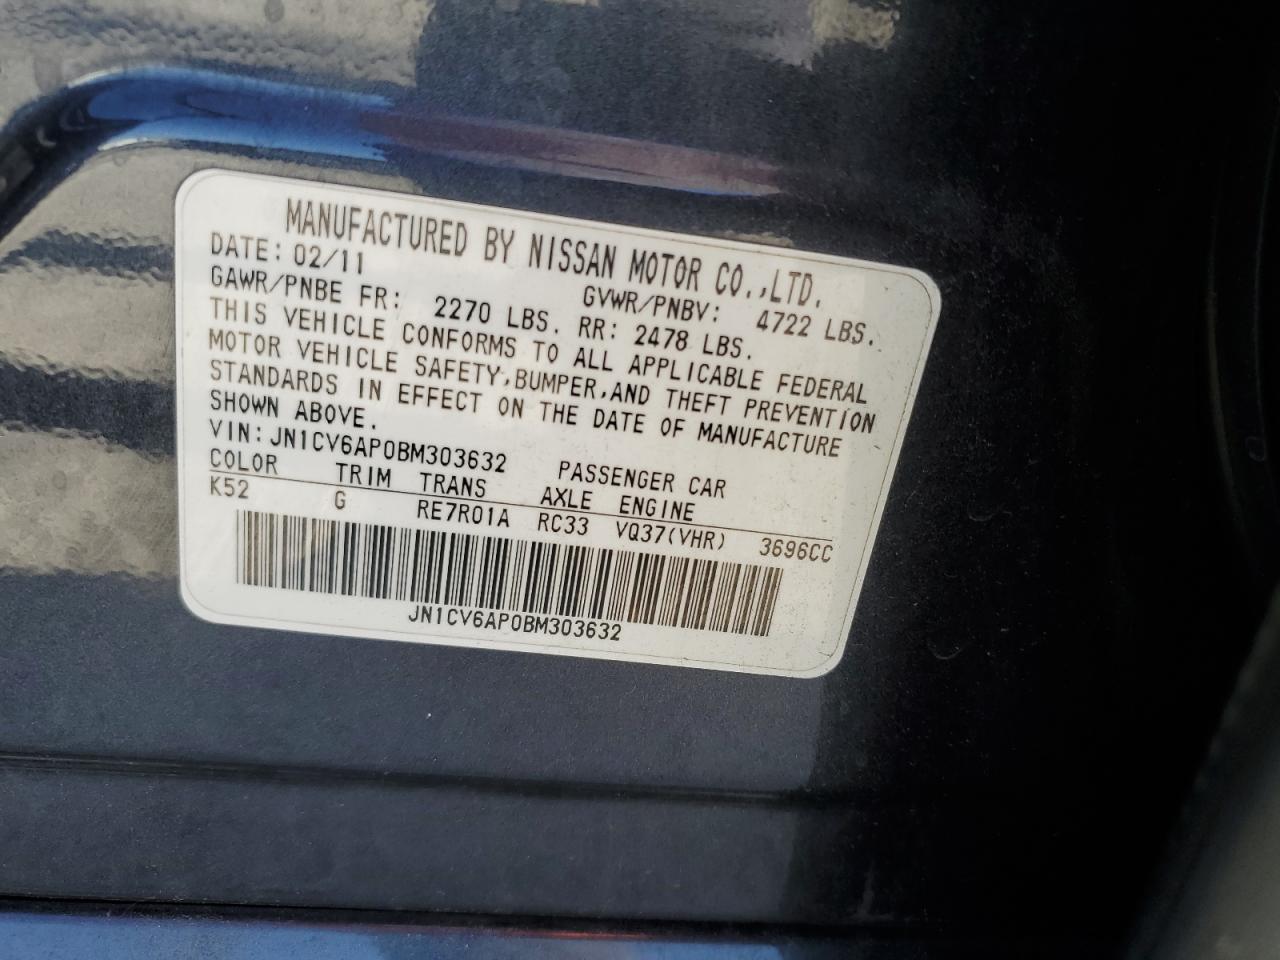 MANUFACTURED BY NISSAN MOTOR CO.,LTD.
DATE: 02/11 GVWR/PNBV: 4722 LBS.
GAWR/PNBE FR: 2270 LBS. RR: 2478 LBS.
THIS VEHICLE CONFORMS TO ALL APPLICABLE FEDERAL
MOTOR VEHICLE SAFETY,BUMPER,AND THEFT PREVENTION
STANDARDS IN EFFECT ON THE DATE OF MANUFACTURE
SHOWN ABOVE.
VIN: JN1CV6AP0BM303632 PASSENGER CAR
COLOR TRIM TRANS AXLE ENGINE
K52 G RE7R01A RC33 VQ37(VHR) 3696CC
JN1CV6AP0BM303632